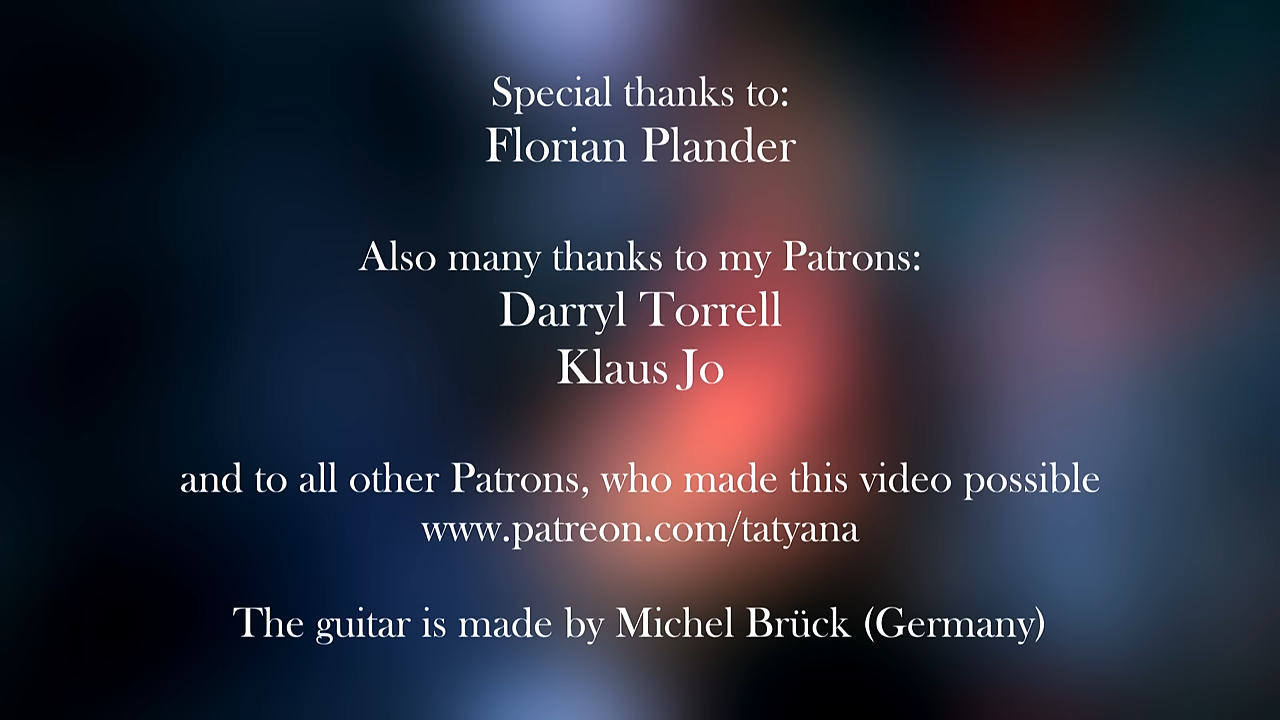 Special thanks to:
Florian Plander
Also many thanks to my Patrons:
Darryl Torrell
Klaus Jo
and to all other Patrons, who made this video possible
www.patreon.com/tatyana
The guitar is made by Michel Brück (Germany)